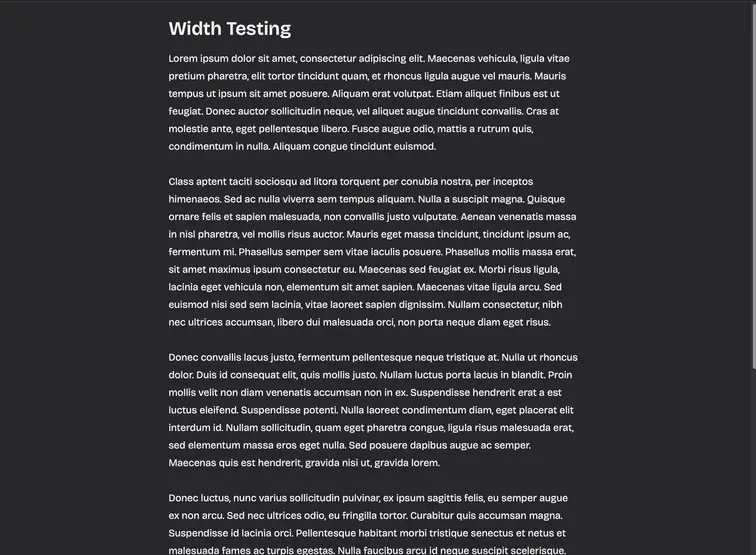 Width Testing
Lorem ipsum dolor sit amet, consectetur adipiscing elit. Maecenas vehicula, ligula vitae
pretium pharetra, elit tortor tincidunt quam, et rhoncus ligula augue vel mauris. Mauris
tempus ut ipsum sit amet posuere. Aliquam erat volutpat. Etiam aliquet finibus est ut
feugiat. Donec auctor sollicitudin neque, vel aliquet augue tincidunt convallis. Cras at
molestie ante, eget pellentesque libero. Fusce augue odio, mattis a rutrum quis,
condimentum in nulla. Aliquam congue tincidunt euismod.
Class aptent taciti sociosqu ad litora torquent per conubia nostra, per inceptos
himenaeos. Sed ac nulla viverra sem tempus aliquam. Nulla a suscipit magna. Quisque
ornare felis et sapien malesuada, non convallis justo vulputate. Aenean venenatis massa
in nisl pharetra, vel mollis risus auctor. Mauris eget massa tincidunt, tincidunt ipsum ac,
fermentum mi. Phasellus semper sem vitae iaculis posuere. Phasellus mollis massa erat,
sit amet maximus ipsum consectetur eu. Maecenas sed feugiat ex. Morbi risus ligula,
lacinia eget vehicula non, elementum sit amet sapien. Maecenas vitae ligula arcu. Sed
euismod nisi sed sem lacinia, vitae laoreet sapien dignissim. Nullam consectetur, nibh
nec ultrices accumsan, libero dui malesuada orci, non porta neque diam eget risus.
Donec convallis lacus justo, fermentum pellentesque neque tristique at. Nulla ut rhoncus
dolor. Duis id consequat elit, quis mollis justo. Nullam luctus porta lacus in blandit. Proin
mollis velit non diam venenatis accumsan non in ex. Suspendisse hendrerit erat a est
luctus eleifend. Suspendisse potenti. Nulla laoreet condimentum diam, eget placerat elit
interdum id. Nullam sollicitudin, quam eget pharetra congue, ligula risus malesuada erat,
sed elementum massa eros eget nulla. Sed posuere dapibus augue ac semper.
Maecenas quis est hendrerit, gravida nisi ut, gravida lorem.
Donec luctus, nunc varius sollicitudin pulvinar, ex ipsum sagittis felis, eu semper augue
ex non arcu. Sed nec ultrices odio, eu fringilla tortor. Curabitur quis accumsan magna.
Suspendisse id lacinia orci. Pellentesque habitant morbi tristique senectus et netus et
malesuada fames ac turpis egestas. Nulla faucibus arcu id neque suscipit scelerisque.